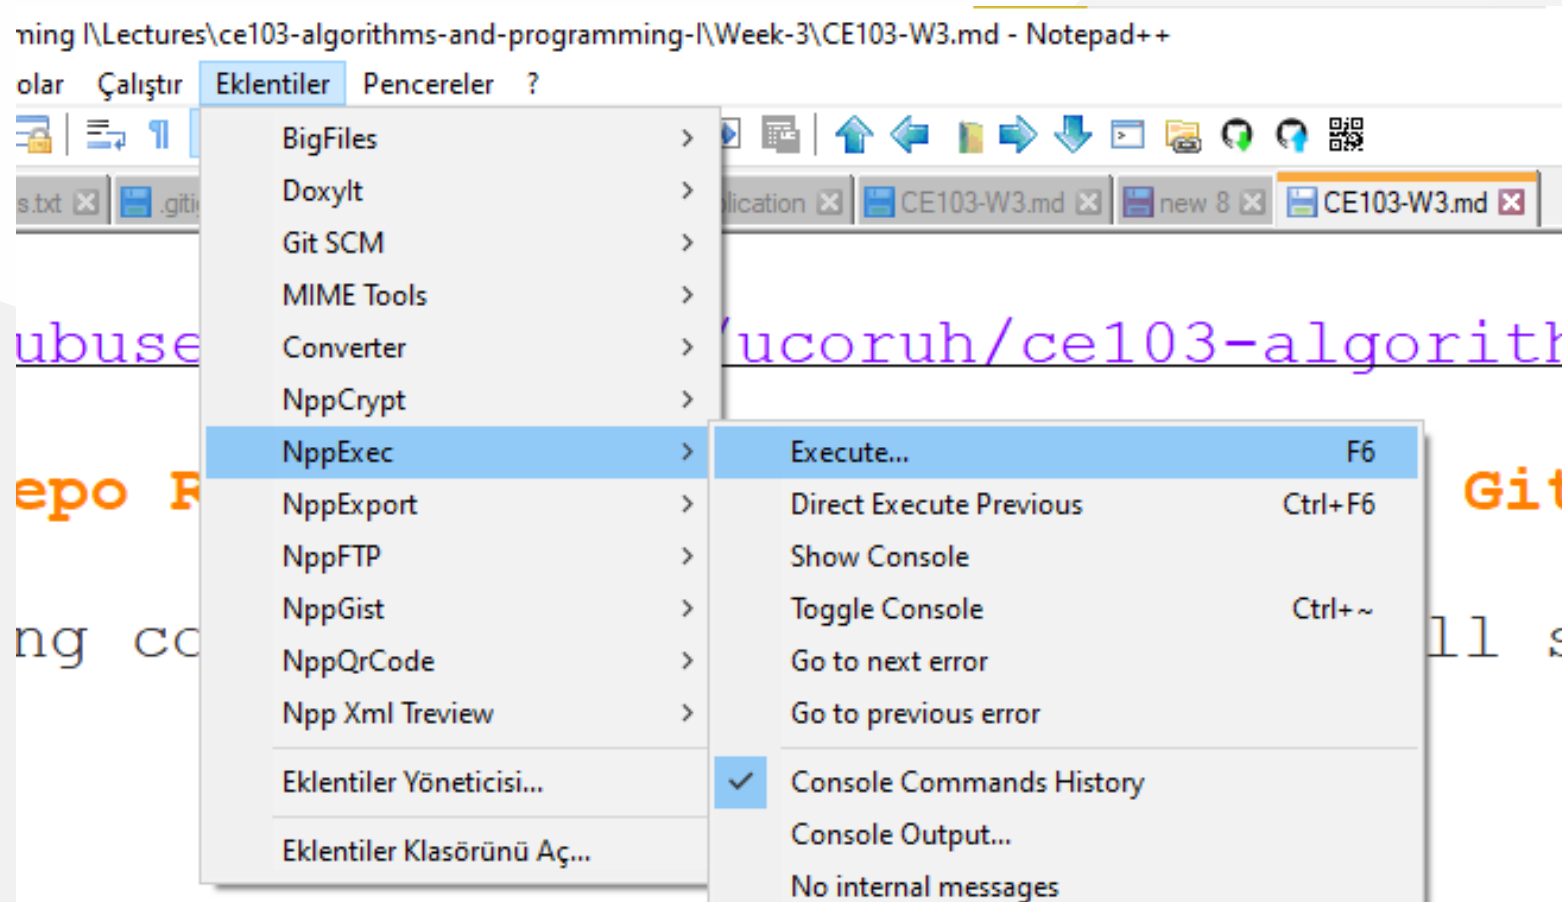 ming I\Lectures\ce103-algorithms-and-programming-I\Week-3\CE103-W3.md - Notepad++
olar Çalıştır Eklentiler Pencereler ?
s.txt .giti plication CE103-W3.md new 8 CE103-W3.md
BigFiles
DoxyIt
Git SCM
MIME Tools
ubuse /ucoruh/ce103-algorith
Converter
NppCrypt
NppExec Execute... F6
epo R Git
NppExport Direct Execute Previous Ctrl+F6
NppFTP Show Console
NppGist Toggle Console Ctrl+~
ng co ll s
NppQrCode Go to next error
Npp Xml Treview Go to previous error
Eklentiler Yöneticisi... Console Commands History
Console Output...
Eklentiler Klasörünü Aç...
No internal messages